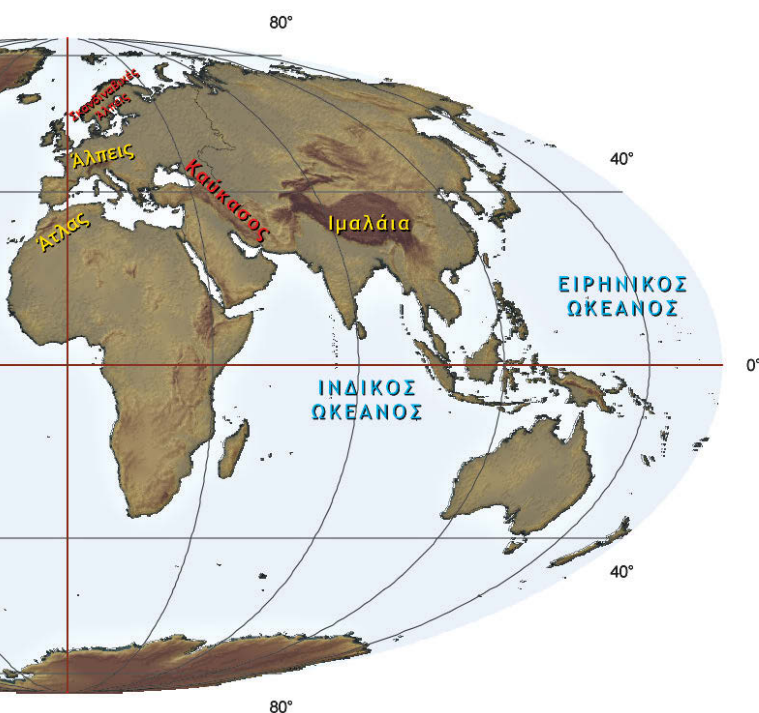 80°
Σκανδιναβικές
Άλπεις
40°
Άλπεις
Καύκασος
Άτλας
Ιμαλάια
ΕΙΡΗΝΙΚΟΣ
ΩΚΕΑΝΟΣ
0°
ΙΝΔΙΚΟΣ
ΩΚΕΑΝΟΣ
40°
80°